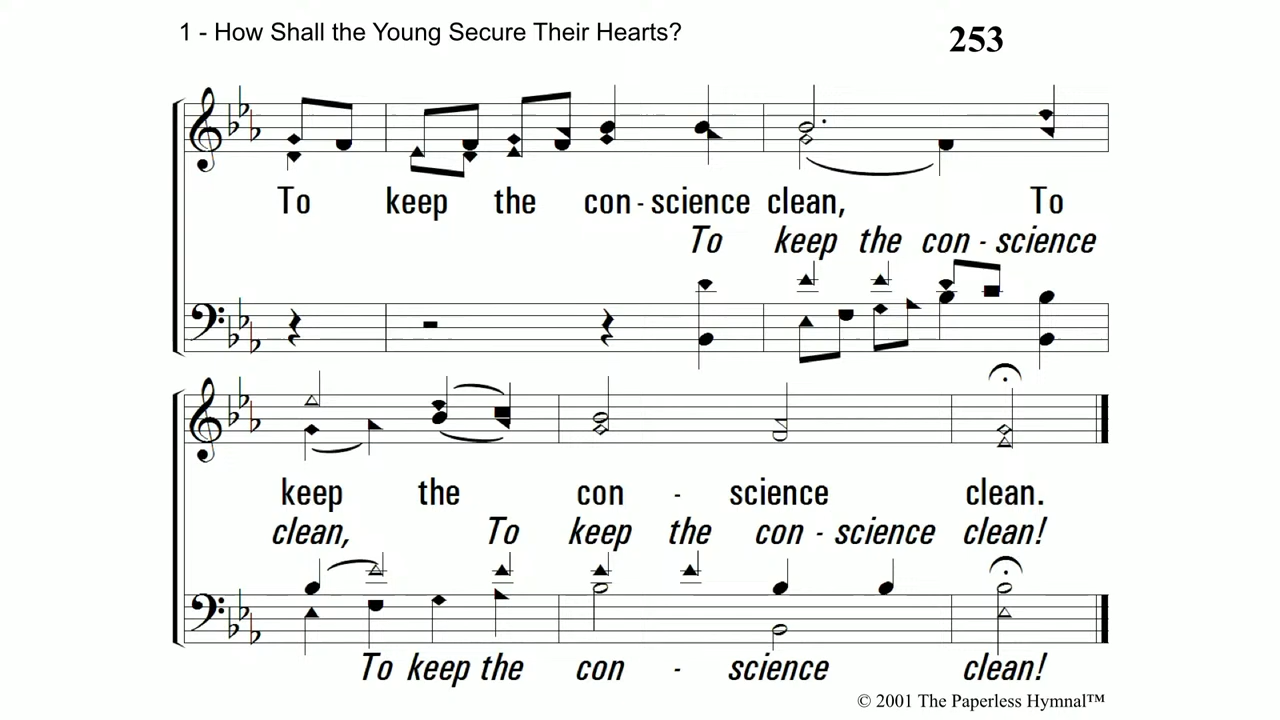 1 - How Shall the Young Secure Their Hearts?
253
To keep the con - science clean, To
To keep the con - science
keep the con - science clean.
clean, To keep the con - science clean!
To keep the con - science clean!
© 2001 The Paperless Hymnal™